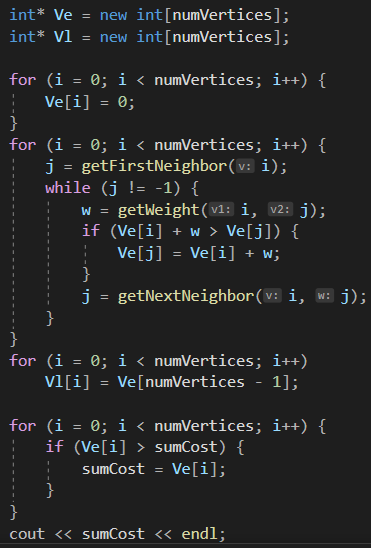 int* Ve = new int[numVertices];
int* Vl = new int[numVertices];
for (i = 0; i < numVertices; i++) {
Ve[i] = 0;
}
for (i = 0; i < numVertices; i++) {
j = getFirstNeighbor(v: i);
while (j != -1) {
w = getWeight(v1: i, v2: j);
if (Ve[i] + w > Ve[j]) {
Ve[j] = Ve[i] + w;
}
j = getNextNeighbor(v: i, w: j);
}
}
for (i = 0; i < numVertices; i++)
Vl[i] = Ve[numVertices - 1];
for (i = 0; i < numVertices; i++) {
if (Ve[i] > sumCost) {
sumCost = Ve[i];
}
}
cout << sumCost << endl;